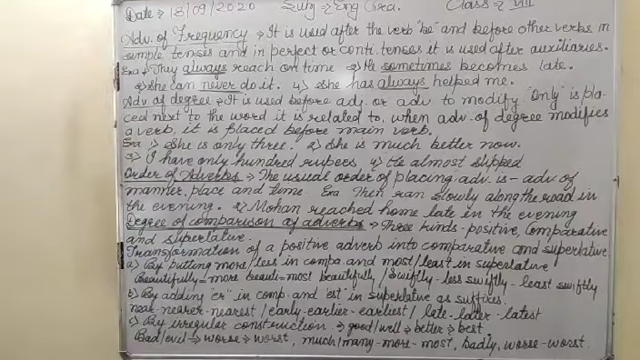 Date → 18/09/2020 Subj → Eng Gra. Class → VIII
Adv. of Frequency → It is used after the verb "be" and before other verbs in
simple tenses and in perfect or conti. tenses it is used after auxiliaries.
Exa → They always reach on time 2) He sometimes becomes late.
3) She can never do it. 4) She has always helped me.
Adv of degree → It is used before adj. or adv to modify "Only" is pla-
ced next to the word it is related to, when adv. of degree modifies
a verb, it is placed before main verb.
Exa :- She is only three. 2) She is much better now.
3) I have only hundred rupees, 4) He almost slipped
Order of Adverbs → The usual order of placing adv. is - adv of
manner, place and time Exa They ran slowly along the road in
the evening. 2) Mohan reached home late in the evening
Degree of comparison of adverb → Three kinds - positive, comparative
and superlative.
Transformation of a positive adverb into comparative and superlative
a) By putting more/less in compa. and most/least in superlative
Beautifully - more beauti - most beautifully / Swiftly - less swiftly - least swiftly
b) By adding "er" in comp. and "est" in superlative as suffices.
near-nearer-nearest / early-earlier-earliest / late-later-latest
c) By irregular construction → good/well → better → best
Bad/evil → worse → worst, much/many - more - most, badly, worse - worst.